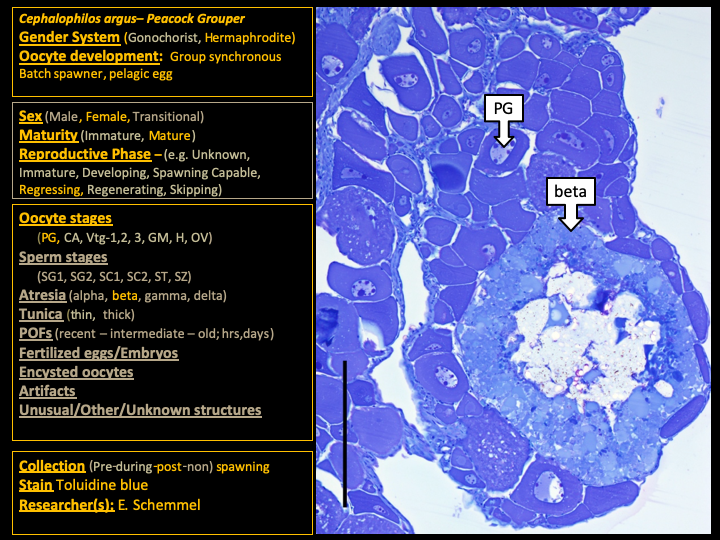 Cephalophilos argus– Peacock Grouper
Gender System (Gonochorist, Hermaphrodite)
Oocyte development: Group synchronous
Batch spawner, pelagic egg
Sex (Male, Female, Transitional)
Maturity (Immature, Mature)
Reproductive Phase – (e.g. Unknown,
Immature, Developing, Spawning Capable,
Regressing, Regenerating, Skipping)
Oocyte stages
(PG, CA, Vtg-1,2, 3, GM, H, OV)
Sperm stages
(SG1, SG2, SC1, SC2, ST, SZ)
Atresia (alpha, beta, gamma, delta)
Tunica (thin, thick)
POFs (recent – intermediate – old; hrs,days)
Fertilized eggs/Embryos
Encysted oocytes
Artifacts
Unusual/Other/Unknown structures
Collection (Pre-during-post-non) spawning
Stain Toluidine blue
Researcher(s): E. Schemmel
PG
beta